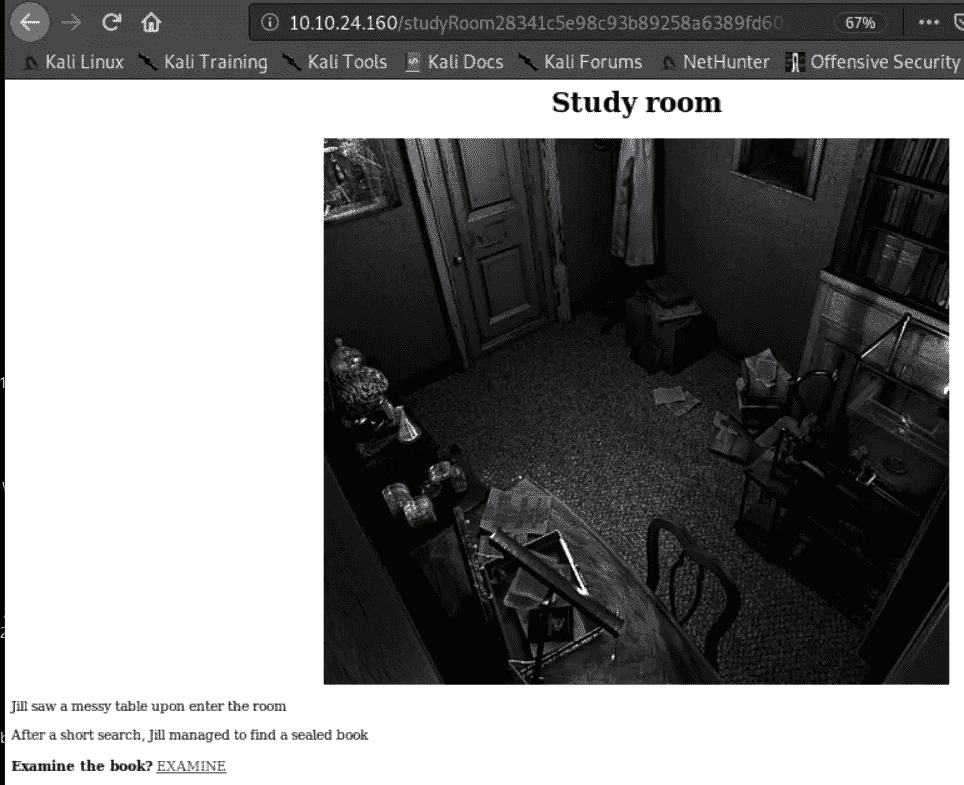 10.10.24.160/studyRoom28341c5e98c93b89258a6389fd60
67%
Kali Linux Kali Training Kali Tools Kali Docs Kali Forums NetHunter Offensive Security
Study room
Jill saw a messy table upon enter the room
After a short search, Jill managed to find a sealed book
Examine the book? EXAMINE